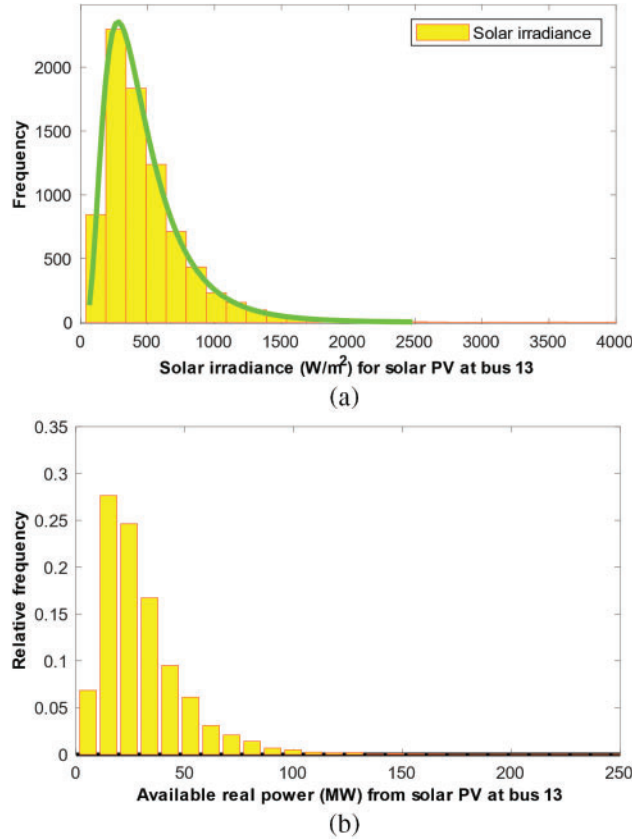 Solar irradiance
2000
1500
1000
500
0
Frequency
0 500 1000 1500 2000 2500 3000 3500 4000
Solar irradiance (W/m2) for solar PV at bus 13
(a)
0.35
0.3
0.25
0.2
0.15
0.1
0.05
0
Relative frequency
0 50 100 150 200 250
Available real power (MW) from solar PV at bus 13
(b)